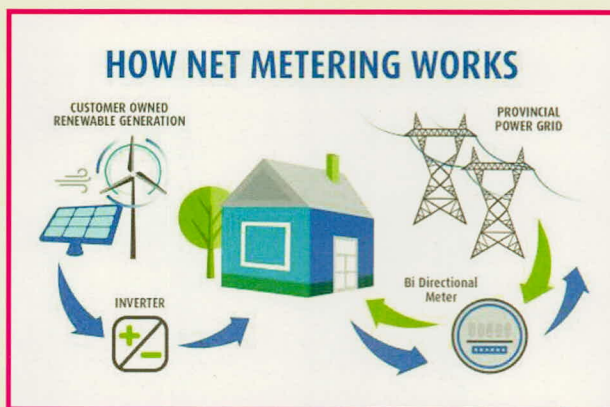 HOW NET METERING WORKS
CUSTOMER OWNED
RENEWABLE GENERATION
PROVINCIAL
POWER GRID
INVERTER
Bi Directional
Meter